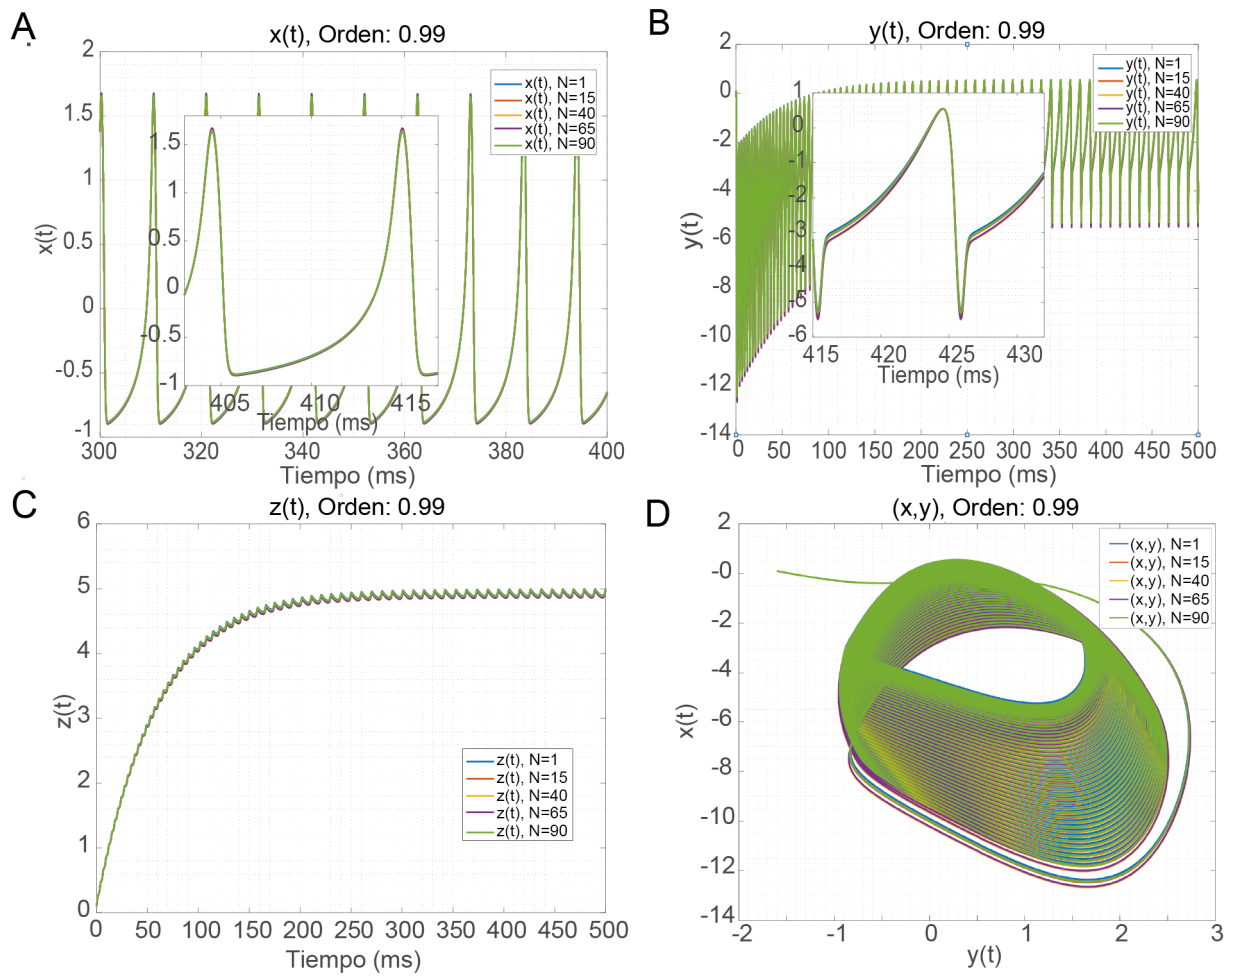 A
x(t), Orden: 0.99
2
1.5
1
0.5
0
-0.5
-1
x(t)
300
320
340
360
380
400
Tiempo (ms)
x(t), N=1
x(t), N=15
x(t), N=40
x(t), N=65
x(t), N=90
1.5
1
0.5
0
-0.5
-1
405
410
415
Tiempo (ms)
B
y(t), Orden: 0.99
2
0
-2
-4
-6
-8
-10
-12
-14
y(t)
0
50
100
150
200
250
300
350
400
450
500
Tiempo (ms)
y(t), N=1
y(t), N=15
y(t), N=40
y(t), N=65
y(t), N=90
1
0
-1
-2
-3
-4
-5
-6
415
420
425
430
Tiempo (ms)
C
z(t), Orden: 0.99
6
5
4
3
2
1
0
z(t)
0
50
100
150
200
250
300
350
400
450
500
Tiempo (ms)
z(t), N=1
z(t), N=15
z(t), N=40
z(t), N=65
z(t), N=90
D
(x,y), Orden: 0.99
2
-0
-2
-4
-6
-8
-10
-12
-14
x(t)
-2
-1
0
1
2
3
y(t)
(x,y), N=1
(x,y), N=15
(x,y), N=40
(x,y), N=65
(x,y), N=90